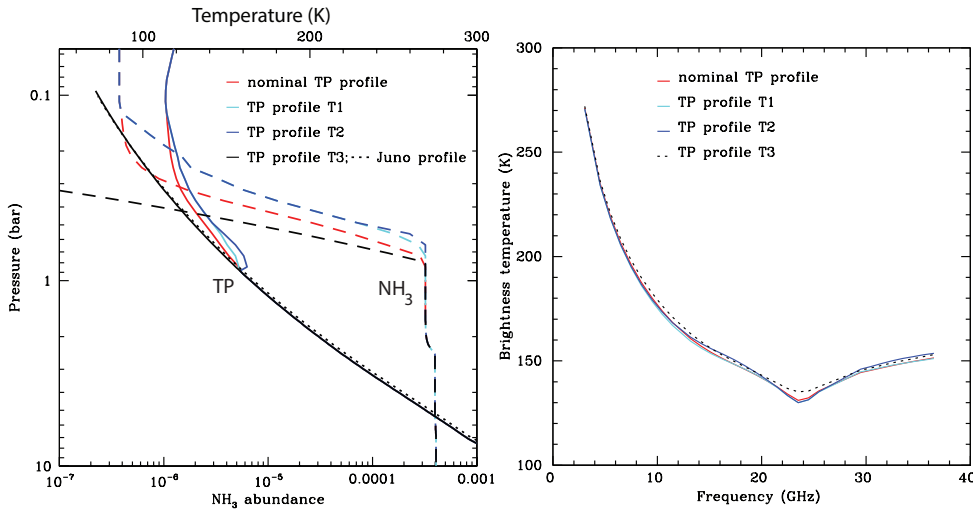 Temperature (K)
100
200
300
nominal TP profile
TP profile T1
TP profile T2
TP profile T3; Juno profile
Pressure (bar)
0.1
1
10
TP
NH3
10-7
10-6
10-5
0.0001
0.001
NH3 abundance
nominal TP profile
TP profile T1
TP profile T2
TP profile T3
Brightness temperature (K)
300
250
200
150
100
0
10
20
30
40
Frequency (GHz)